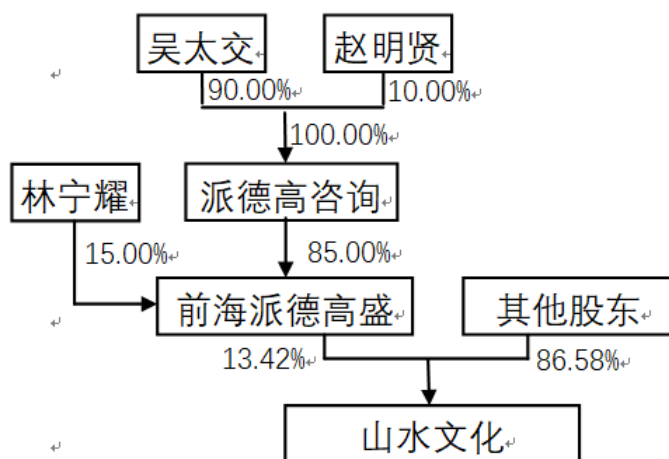 吴太交
赵明贤
90.00%
10.00%
100.00%
林宁耀
派德高咨询
15.00%
85.00%
前海派德高盛
其他股东
13.42%
86.58%
山水文化